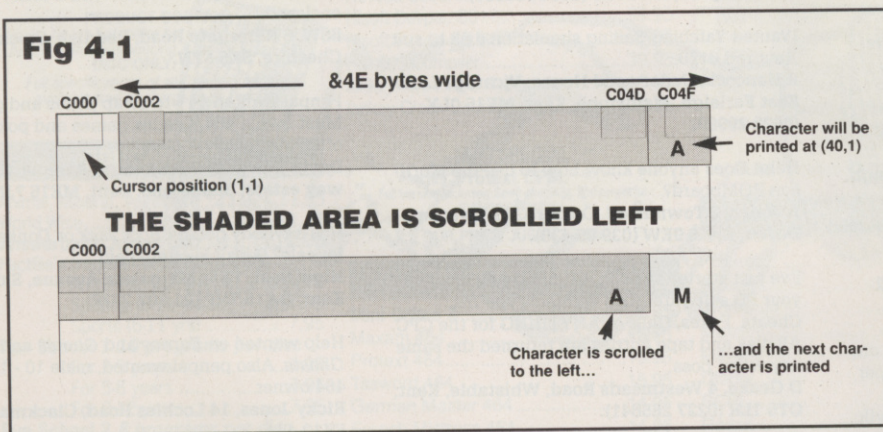 Fig 4.1
&4E bytes wide
C000 C002 C04D C04F
Character will be
printed at (40,1)
A
Cursor position (1,1)
THE SHADED AREA IS SCROLLED LEFT
C000 C002
A M
Character is scrolled
to the left...
...and the next char-
acter is printed